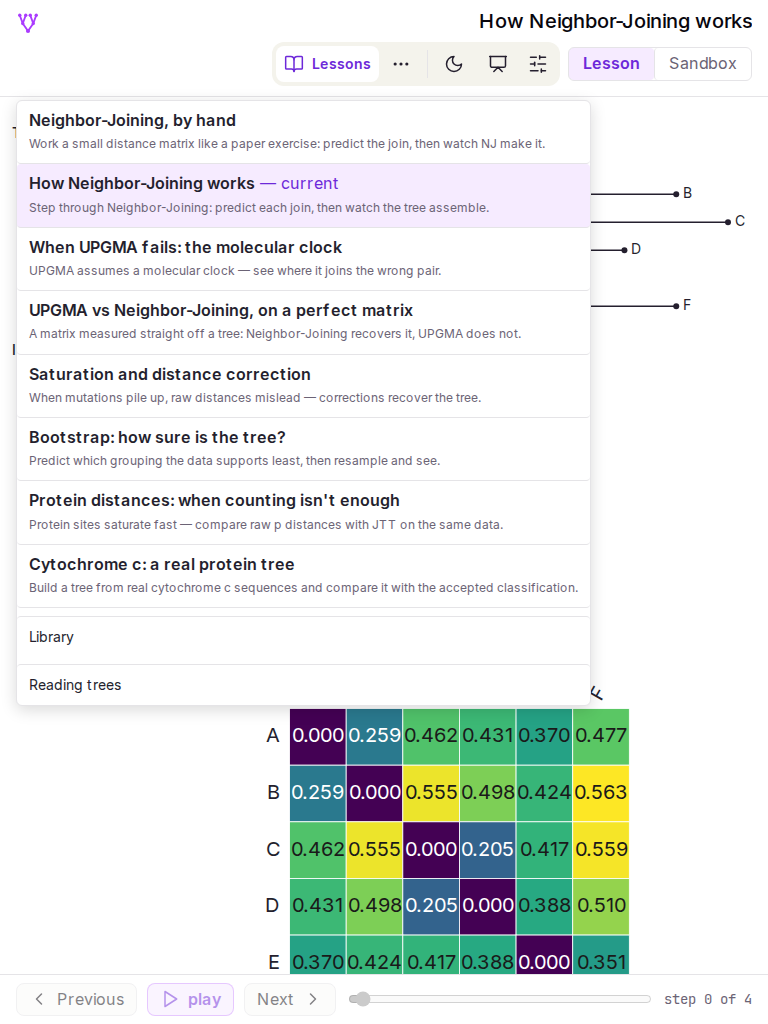 How Neighbor-Joining works
Lessons
Lesson
Sandbox
Neighbor-Joining, by hand
Work a small distance matrix like a paper exercise: predict the join, then watch NJ make it.
How Neighbor-Joining works — current
Step through Neighbor-Joining: predict each join, then watch the tree assemble.
When UPGMA fails: the molecular clock
UPGMA assumes a molecular clock — see where it joins the wrong pair.
UPGMA vs Neighbor-Joining, on a perfect matrix
A matrix measured straight off a tree: Neighbor-Joining recovers it, UPGMA does not.
Saturation and distance correction
When mutations pile up, raw distances mislead — corrections recover the tree.
Bootstrap: how sure is the tree?
Predict which grouping the data supports least, then resample and see.
Protein distances: when counting isn't enough
Protein sites saturate fast — compare raw p distances with JTT on the same data.
Cytochrome c: a real protein tree
Build a tree from real cytochrome c sequences and compare it with the accepted classification.
Library
Reading trees
B
C
D
F
F
A 0.000 0.259 0.462 0.431 0.370 0.477
B 0.259 0.000 0.555 0.498 0.424 0.563
C 0.462 0.555 0.000 0.205 0.417 0.559
D 0.431 0.498 0.205 0.000 0.388 0.510
E 0.370 0.424 0.417 0.388 0.000 0.351
Previous
play
Next
step 0 of 4